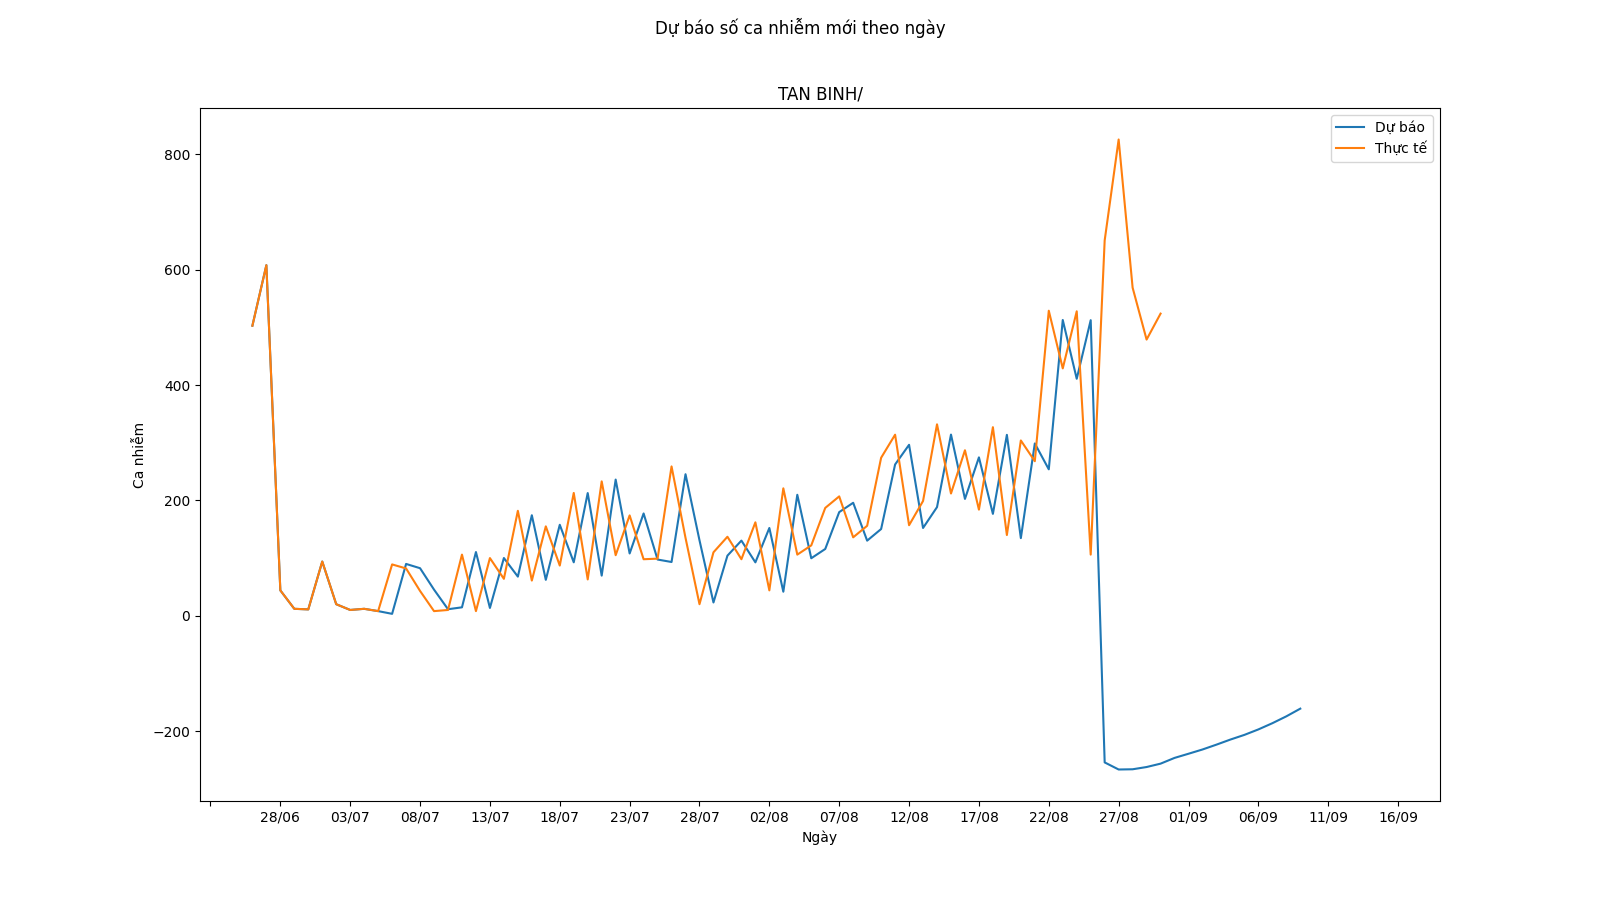 Dự báo số ca nhiễm mới theo ngày
TAN BINH/
Dự báo
Thực tế
800
600
400
200
0
−200
Ca nhiễm
28/06 03/07 08/07 13/07 18/07 23/07 28/07 02/08 07/08 12/08 17/08 22/08 27/08 01/09 06/09 11/09 16/09
Ngày